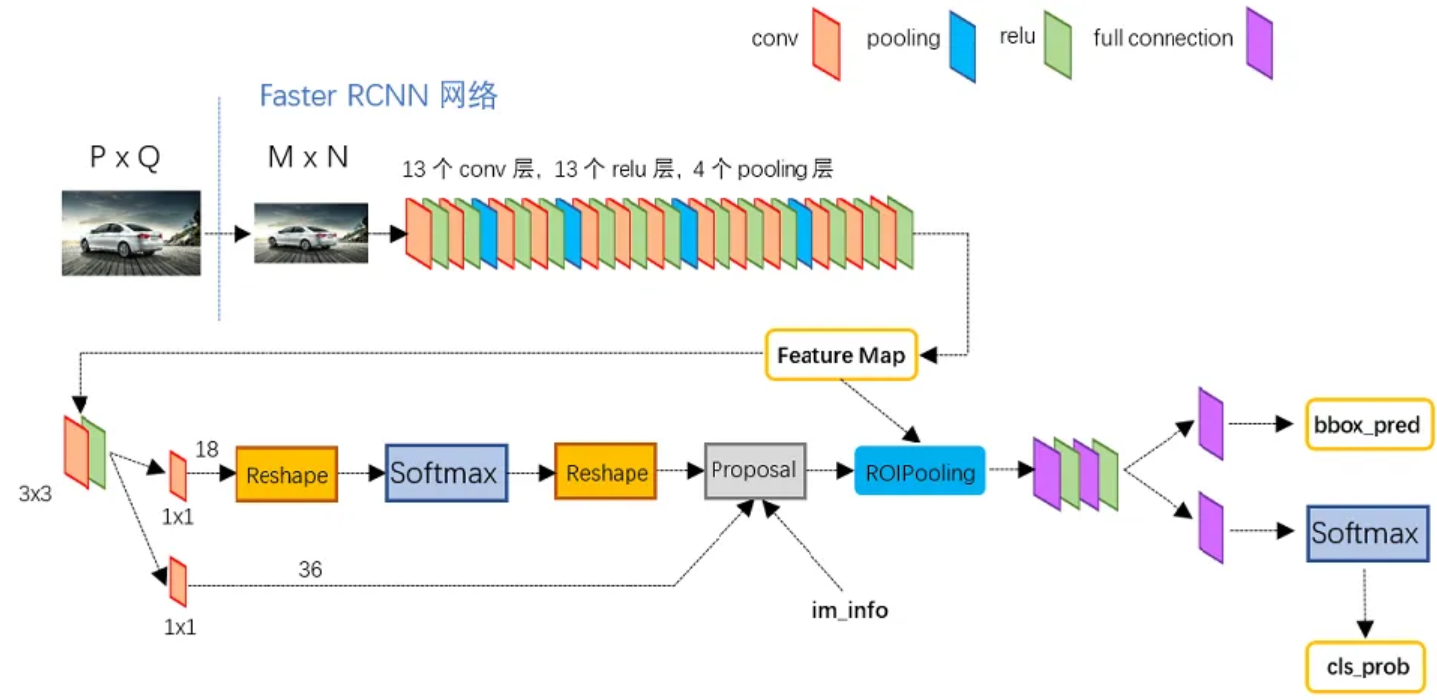 conv
pooling
relu
full connection
Faster RCNN 网络
P x Q
M x N
13 个 conv 层, 13 个 relu 层, 4 个 pooling 层
Feature Map
3x3
18
1x1
Reshape
Softmax
Reshape
Proposal
ROIPooling
bbox_pred
Softmax
36
1x1
im_info
cls_prob